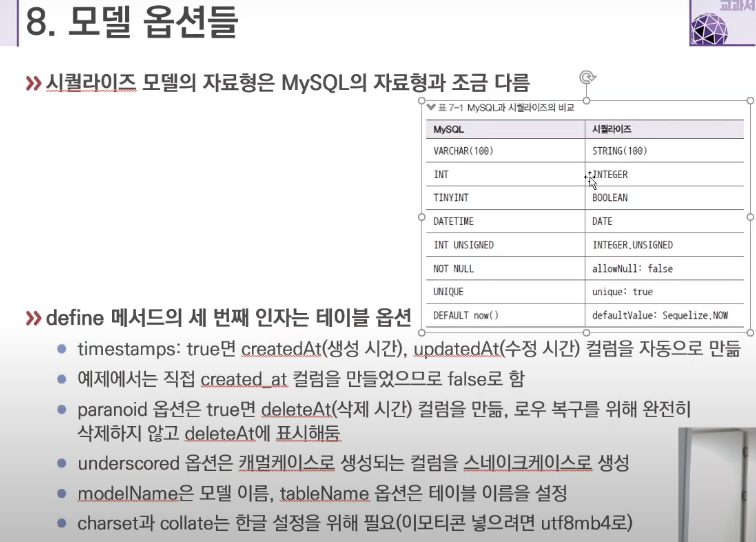 교과서
8. 모델 옵션들
시퀄라이즈 모델의 자료형은 MySQL의 자료형과 조금 다름
표 7-1 MySQL과 시퀄라이즈의 비교
MySQL 시퀄라이즈
VARCHAR(100) STRING(100)
INT INTEGER
TINYINT BOOLEAN
DATETIME DATE
INT UNSIGNED INTEGER.UNSIGNED
NOT NULL allowNull: false
UNIQUE unique: true
DEFAULT now() defaultValue: Sequelize.NOW
define 메서드의 세 번째 인자는 테이블 옵션
timestamps: true면 createdAt(생성 시간), updatedAt(수정 시간) 컬럼을 자동으로 만듦
예제에서는 직접 created_at 컬럼을 만들었으므로 false로 함
paranoid 옵션은 true면 deleteAt(삭제 시간) 컬럼을 만듦, 로우 복구를 위해 완전히
삭제하지 않고 deleteAt에 표시해둠
underscored 옵션은 캐멀케이스로 생성되는 컬럼을 스네이크케이스로 생성
modelName은 모델 이름, tableName 옵션은 테이블 이름을 설정
charset과 collate는 한글 설정을 위해 필요(이모티콘 넣으려면 utf8mb4로)